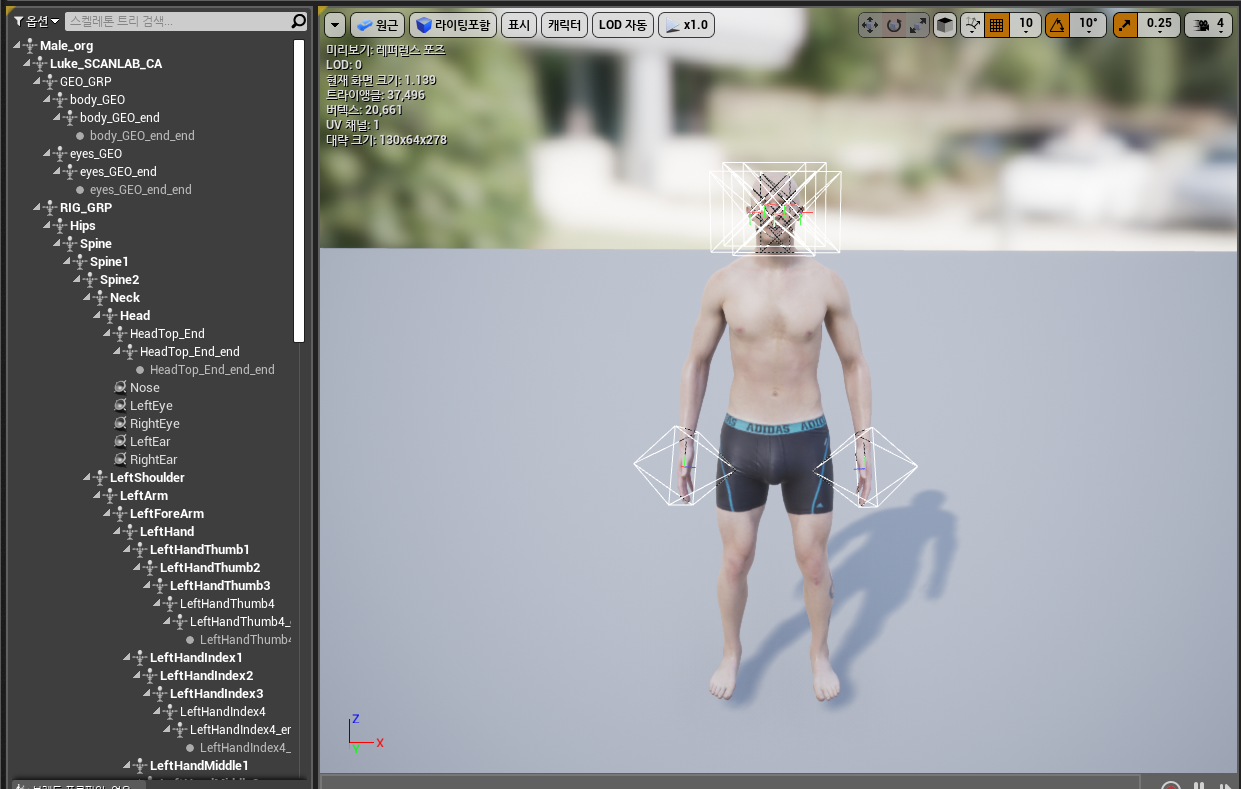 옵션
스켈레톤 트리 검색...
Male_org
Luke_SCANLAB_CA
GEO_GRP
body_GEO
body_GEO_end
body_GEO_end_end
eyes_GEO
eyes_GEO_end
eyes_GEO_end_end
RIG_GRP
Hips
Spine
Spine1
Spine2
Neck
Head
HeadTop_End
HeadTop_End_end
HeadTop_End_end_end
Nose
LeftEye
RightEye
LeftEar
RightEar
LeftShoulder
LeftArm
LeftForeArm
LeftHand
LeftHandThumb1
LeftHandThumb2
LeftHandThumb3
LeftHandThumb4
LeftHandThumb4_
LeftHandThumb4
LeftHandIndex1
LeftHandIndex2
LeftHandIndex3
LeftHandIndex4
LeftHandIndex4_er
LeftHandIndex4_
LeftHandMiddle1
원근 라이팅포함 표시 캐릭터 LOD 자동 x1.0 10 10° 0.25 4
미리보기: 레퍼런스 포즈
LOD: 0
현재 화면 크기: 1.139
트라이앵글: 37,496
버텍스: 20,661
UV 채널: 1
대략 크기: 130x64x278
ADIDAS ADID
Z
X
Y